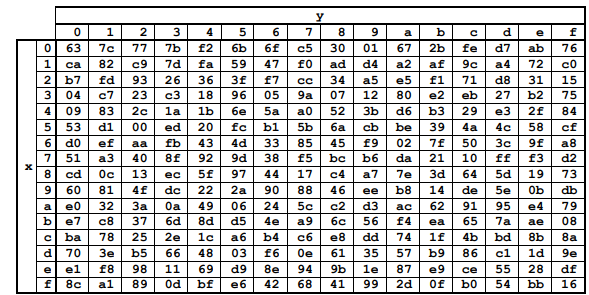 y
0 1 2 3 4 5 6 7 8 9 a b c d e f
0 63 7c 77 7b f2 6b 6f c5 30 01 67 2b fe d7 ab 76
1 ca 82 c9 7d fa 59 47 f0 ad d4 a2 af 9c a4 72 c0
2 b7 fd 93 26 36 3f f7 cc 34 a5 e5 f1 71 d8 31 15
3 04 c7 23 c3 18 96 05 9a 07 12 80 e2 eb 27 b2 75
4 09 83 2c 1a 1b 6e 5a a0 52 3b d6 b3 29 e3 2f 84
5 53 d1 00 ed 20 fc b1 5b 6a cb be 39 4a 4c 58 cf
6 d0 ef aa fb 43 4d 33 85 45 f9 02 7f 50 3c 9f a8
7 51 a3 40 8f 92 9d 38 f5 bc b6 da 21 10 ff f3 d2
x
8 cd 0c 13 ec 5f 97 44 17 c4 a7 7e 3d 64 5d 19 73
9 60 81 4f dc 22 2a 90 88 46 ee b8 14 de 5e 0b db
a e0 32 3a 0a 49 06 24 5c c2 d3 ac 62 91 95 e4 79
b e7 c8 37 6d 8d d5 4e a9 6c 56 f4 ea 65 7a ae 08
c ba 78 25 2e 1c a6 b4 c6 e8 dd 74 1f 4b bd 8b 8a
d 70 3e b5 66 48 03 f6 0e 61 35 57 b9 86 c1 1d 9e
e e1 f8 98 11 69 d9 8e 94 9b 1e 87 e9 ce 55 28 df
f 8c a1 89 0d bf e6 42 68 41 99 2d 0f b0 54 bb 16